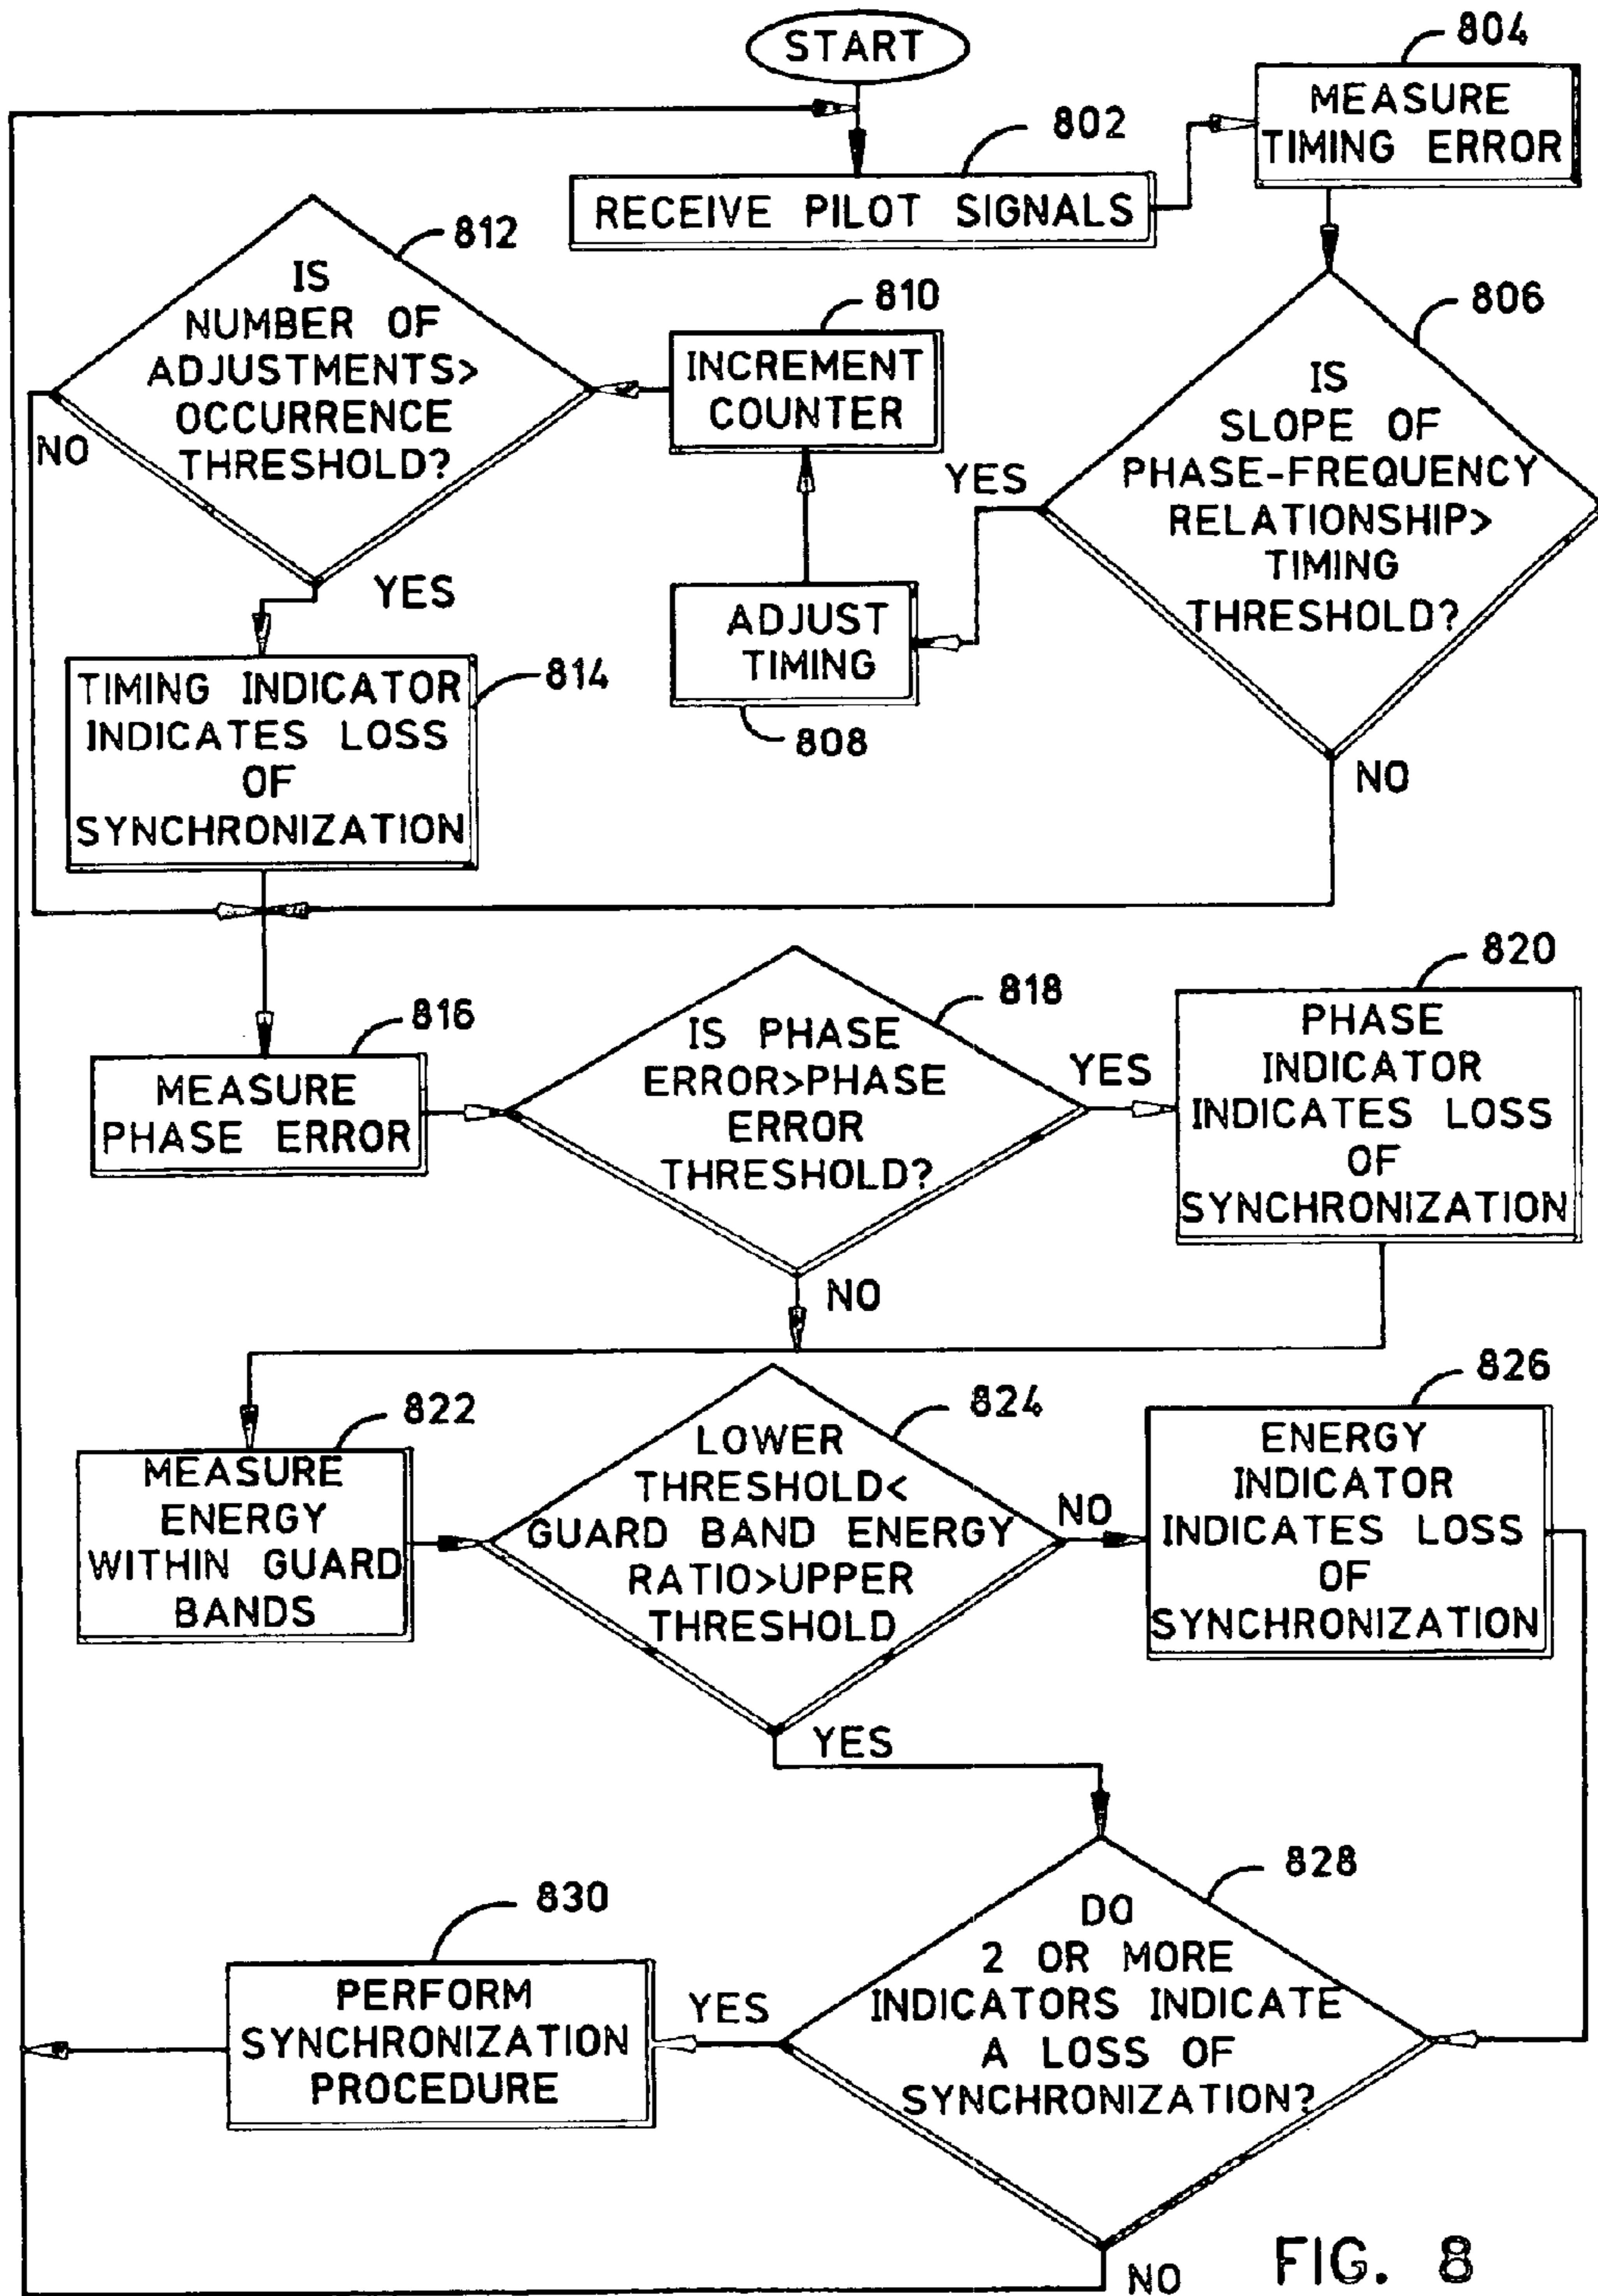 START
802
RECEIVE PILOT SIGNALS
804
MEASURE
TIMING ERROR
806
IS
SLOPE OF
PHASE-FREQUENCY
RELATIONSHIP>
TIMING
THRESHOLD?
YES
NO
ADJUST
TIMING
808
810
INCREMENT
COUNTER
812
IS
NUMBER OF
ADJUSTMENTS>
OCCURRENCE
THRESHOLD?
NO
YES
814
TIMING INDICATOR
INDICATES LOSS
OF
SYNCHRONIZATION
816
MEASURE
PHASE ERROR
818
IS PHASE
ERROR>PHASE
ERROR
THRESHOLD?
YES
NO
820
PHASE
INDICATOR
INDICATES LOSS
OF
SYNCHRONIZATION
822
MEASURE
ENERGY
WITHIN GUARD
BANDS
824
LOWER
THRESHOLD<
GUARD BAND ENERGY
RATIO>UPPER
THRESHOLD
NO
YES
826
ENERGY
INDICATOR
INDICATES LOSS
OF
SYNCHRONIZATION
828
DO
2 OR MORE
INDICATORS INDICATE
A LOSS OF
SYNCHRONIZATION?
YES
NO
830
PERFORM
SYNCHRONIZATION
PROCEDURE
FIG. 8